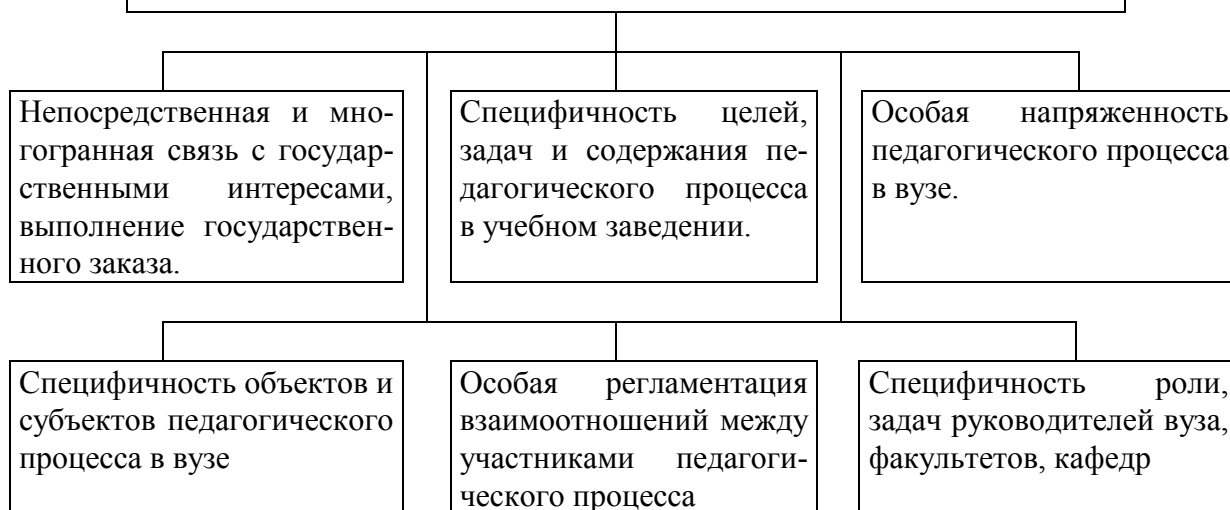 Непосредственная и мно-
гогранная связь с государ-
ственными интересами,
выполнение государствен-
ного заказа.
Специфичность целей,
задач и содержания пе-
дагогического процесса
в учебном заведении.
Особая напряженность
педагогического процесса
в вузе.
Специфичность объектов и
субъектов педагогического
процесса в вузе
Особая регламентация
взаимоотношений между
участниками педагоги-
ческого процесса
Специфичность роли,
задач руководителей вуза,
факультетов, кафедр